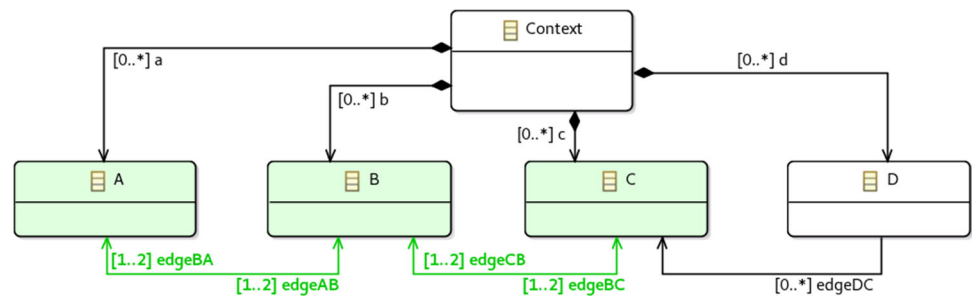 Context
[0..*] a
[0..*] d
[0..*] b
[0..*] c
A
B
C
D
[1..2] edgeBA
[1..2] edgeCB
[1..2] edgeAB
[1..2] edgeBC
[0..*] edgeDC